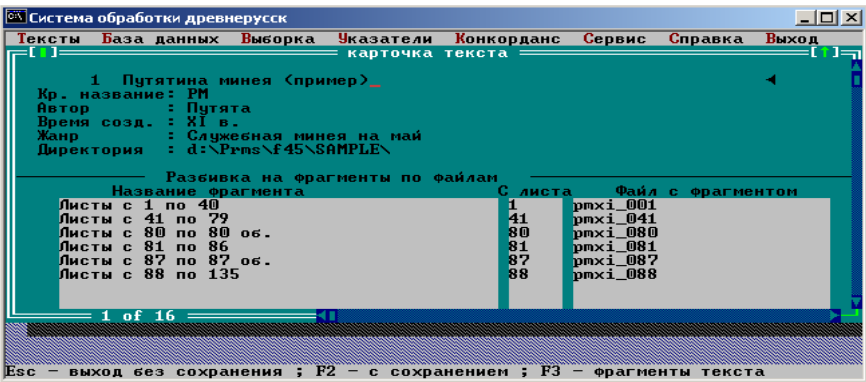 Система обработки древнерусск
Тексты База данных Выборка Указатели Конкорданс Сервис Справка Выход
карточка текста
1 Путятина минея (пример)_
Кр. название: PM
Автор : Путята
Время созд. : XI в.
Жанр : Служебная минея на май
Директория : d:\Prms\f45\SAMPLE\
Разбивка на фрагменты по файлам
Название фрагмента С листа Файл с фрагментом
Листы с 1 по 40 1 pmxi_001
Листы с 41 по 79 41 pmxi_041
Листы с 80 по 80 об. 80 pmxi_080
Листы с 81 по 86 81 pmxi_081
Листы с 87 по 87 об. 87 pmxi_087
Листы с 88 по 135 88 pmxi_088
1 of 16
Esc - выход без сохранения ; F2 - с сохранением ; F3 - фрагменты текста